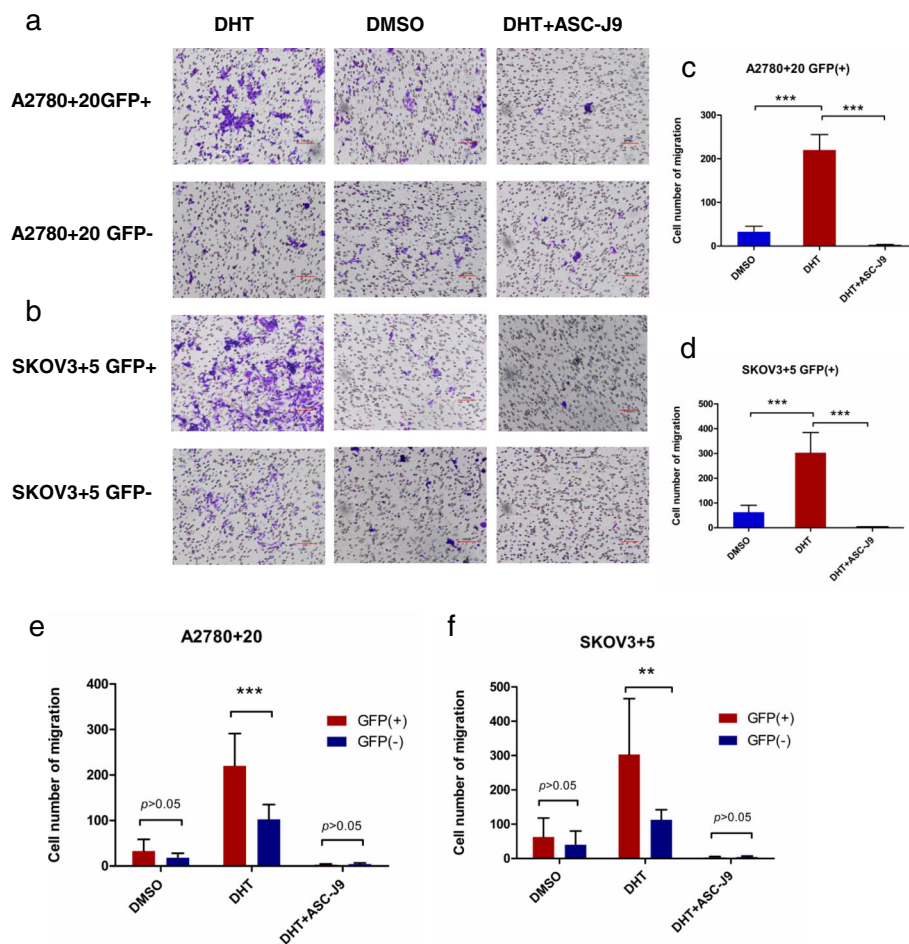 a
DHT DMSO DHT+ASC-J9
A2780+20GFP+
A2780+20 GFP-
b
SKOV3+5 GFP+
SKOV3+5 GFP-
c
A2780+20 GFP(+)
Cell number of migration
300
200
100
0
***
***
DMSO
DHT
DHT+ASC-J9
d
SKOV3+5 GFP(+)
Cell number of migration
500
400
300
200
100
0
***
***
DMSO
DHT
DHT+ASC-J9
e
A2780+20
Cell number of migration
400
300
200
100
0
p>0.05
***
p>0.05
GFP(+)
GFP(-)
DMSO
DHT
DHT+ASC-J9
f
SKOV3+5
Cell number of migration
500
400
300
200
100
0
p>0.05
**
p>0.05
GFP(+)
GFP(-)
DMSO
DHT
DHT+ASC-J9